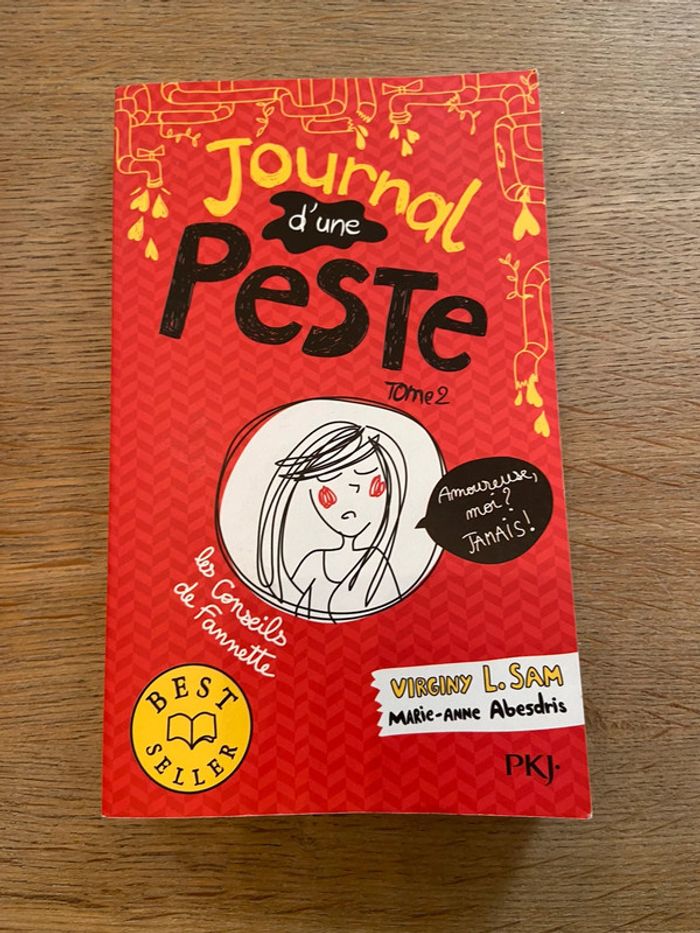 Journal
d'une
PeSTe
Tome 2
Amoureuse,
moi?
JAMAIS!
les Conseils
de Fannette
BEST
SELLER
VIRGINY L. SAM
MARIE-ANNE Abesdris
PKJ.